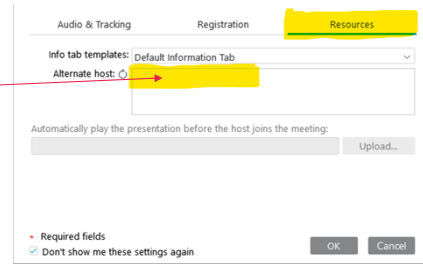 Audio & Tracking Registration Resources
Info tab templates: Default Information Tab
Alternate host:
Automatically play the presentation before the host joins the meeting:
Upload...
* Required fields
Don't show me these settings again
OK Cancel